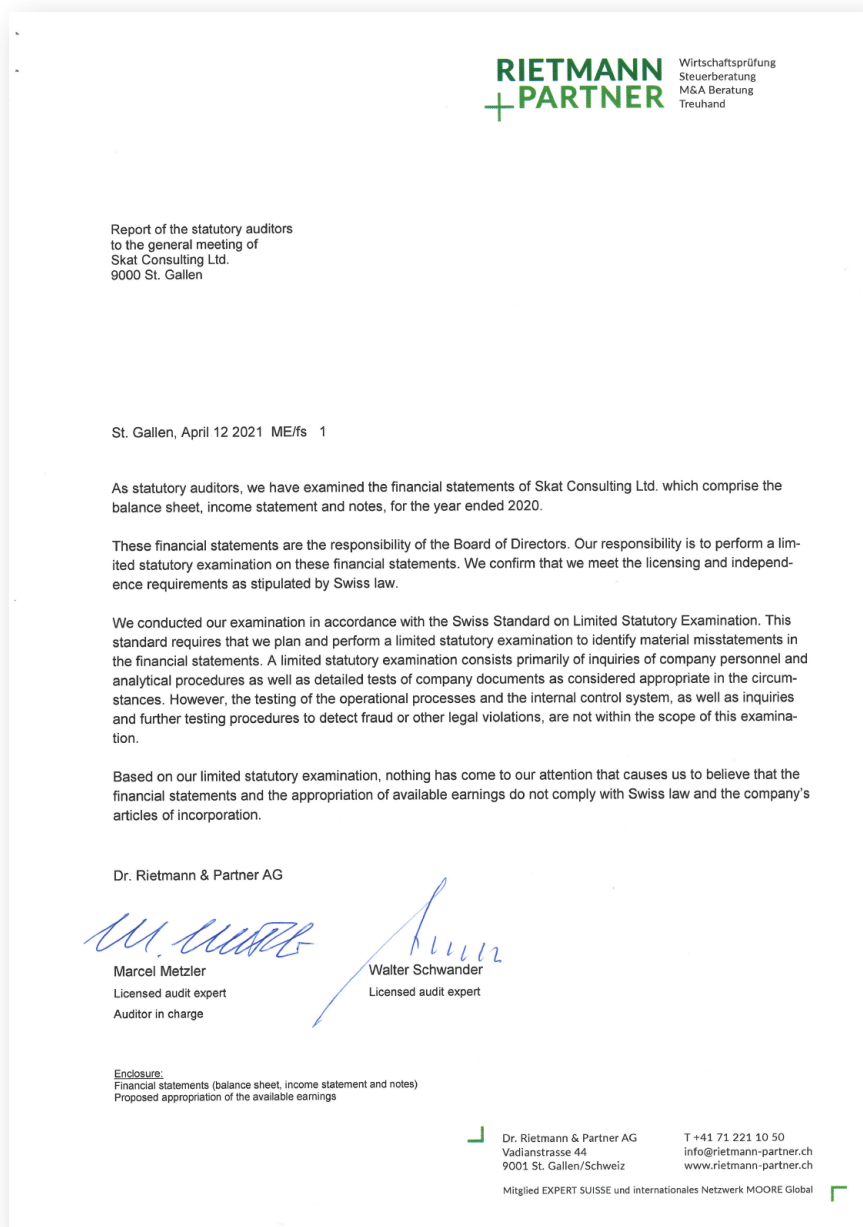 RIETMANN
+PARTNER
Wirtschaftsprüfung
Steuerberatung
M&A Beratung
Treuhand
Report of the statutory auditors
to the general meeting of
Skat Consulting Ltd.
9000 St. Gallen
St. Gallen, April 12 2021 ME/fs 1
As statutory auditors, we have examined the financial statements of Skat Consulting Ltd. which comprise the
balance sheet, income statement and notes, for the year ended 2020.
These financial statements are the responsibility of the Board of Directors. Our responsibility is to perform a lim-
ited statutory examination on these financial statements. We confirm that we meet the licensing and independ-
ence requirements as stipulated by Swiss law.
We conducted our examination in accordance with the Swiss Standard on Limited Statutory Examination. This
standard requires that we plan and perform a limited statutory examination to identify material misstatements in
the financial statements. A limited statutory examination consists primarily of inquiries of company personnel and
analytical procedures as well as detailed tests of company documents as considered appropriate in the circum-
stances. However, the testing of the operational processes and the internal control system, as well as inquiries
and further testing procedures to detect fraud or other legal violations, are not within the scope of this examina-
tion.
Based on our limited statutory examination, nothing has come to our attention that causes us to believe that the
financial statements and the appropriation of available earnings do not comply with Swiss law and the company's
articles of incorporation.
Dr. Rietmann & Partner AG
Marcel Metzler
Licensed audit expert
Auditor in charge
Walter Schwander
Licensed audit expert
Enclosure:
Financial statements (balance sheet, income statement and notes)
Proposed appropriation of the available earnings
Dr. Rietmann & Partner AG
Vadianstrasse 44
9001 St. Gallen/Schweiz
T +41 71 221 10 50
info@rietmann-partner.ch
www.rietmann-partner.ch
Mitglied EXPERT SUISSE und internationales Netzwerk MOORE Global